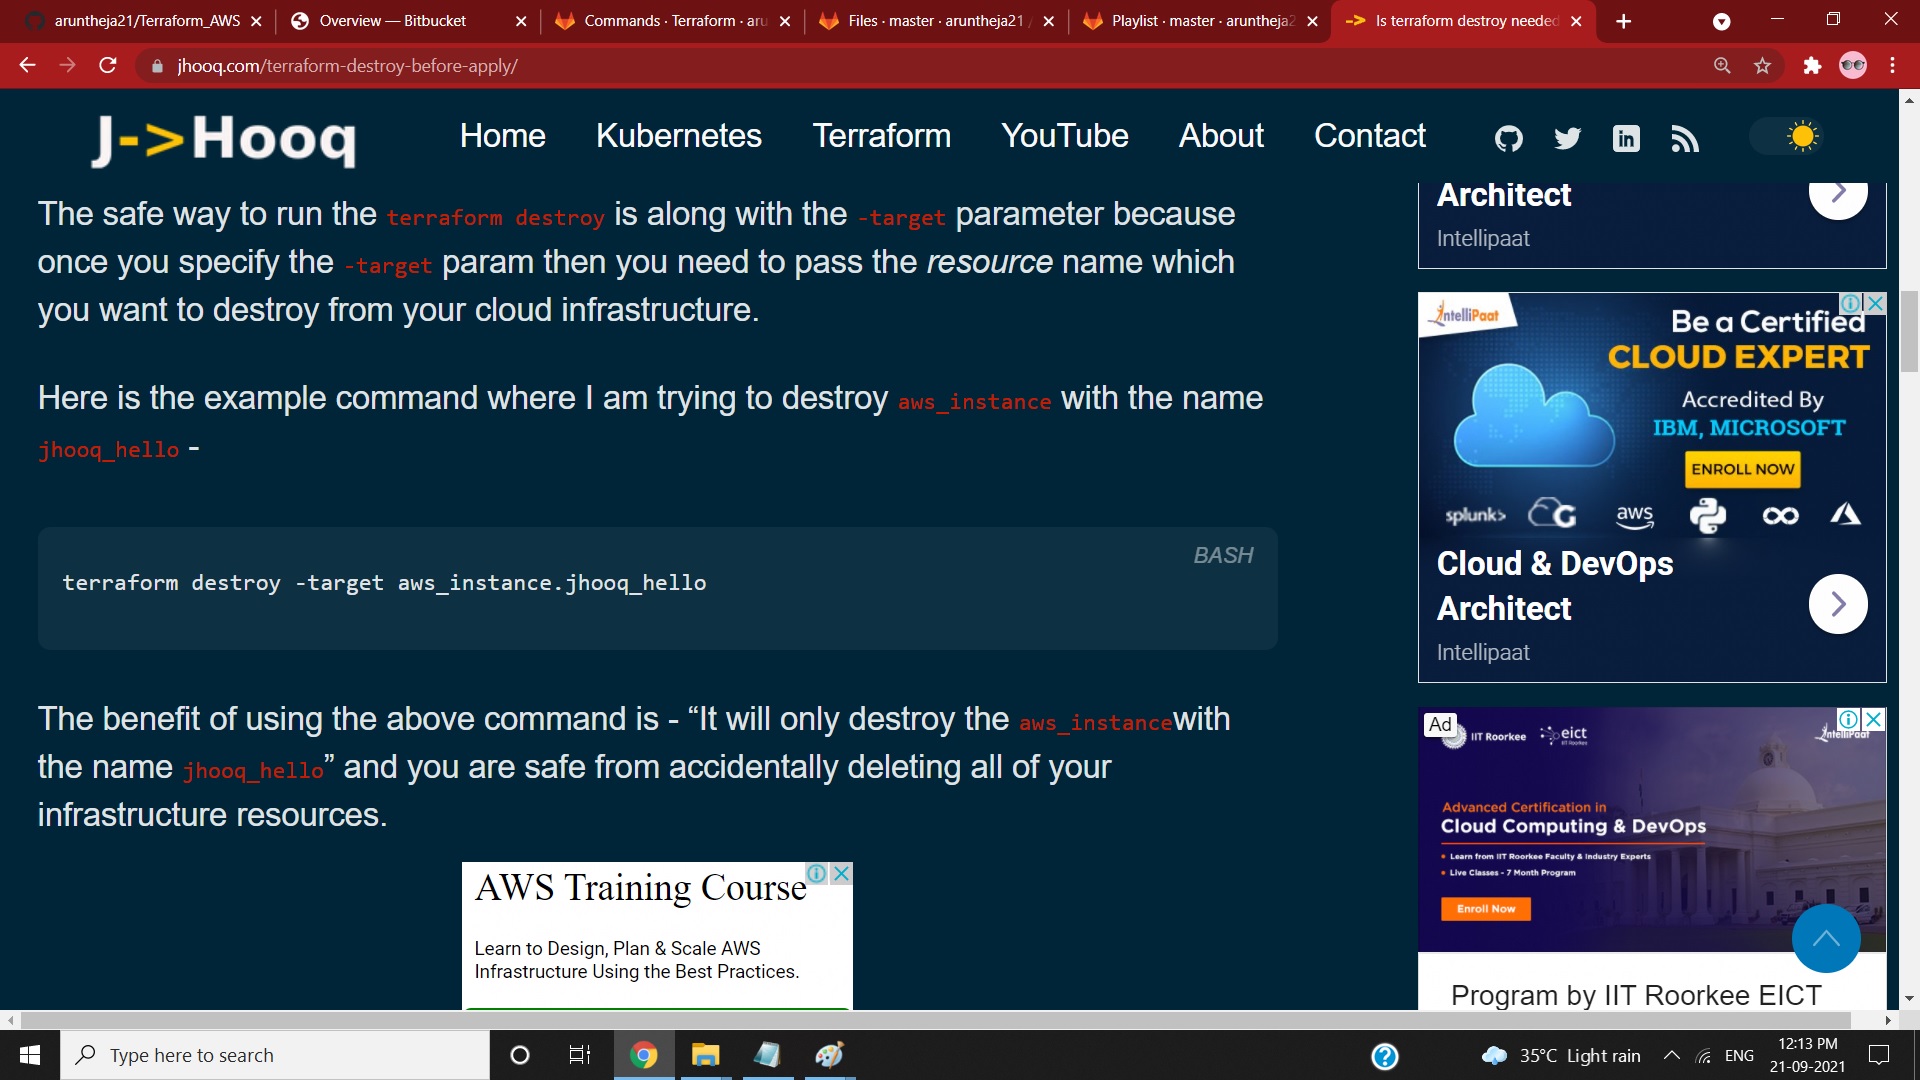 aruntheja21/Terraform_AWS
Overview — Bitbucket
Commands · Terraform · aru
Files · master · aruntheja21 /
Playlist · master · aruntheja2
-> Is terraform destroy needed
jhooq.com/terraform-destroy-before-apply/
J->Hooq
Home
Kubernetes
Terraform
YouTube
About
Contact
The safe way to run the terraform destroy is along with the -target parameter because
once you specify the -target param then you need to pass the resource name which
you want to destroy from your cloud infrastructure.
Here is the example command where I am trying to destroy aws_instance with the name
jhooq_hello -
BASH
terraform destroy -target aws_instance.jhooq_hello
The benefit of using the above command is - “It will only destroy the aws_instancewith
the name jhooq_hello” and you are safe from accidentally deleting all of your
infrastructure resources.
AWS Training Course
Learn to Design, Plan & Scale AWS
Infrastructure Using the Best Practices.
Architect
Intellipaat
IntelliPaat
Be a Certified
CLOUD EXPERT
Accredited By
IBM, MICROSOFT
ENROLL NOW
splunk>
aws
Cloud & DevOps
Architect
Intellipaat
Ad
IIT Roorkee
eict
IIT Roorkee
IntelliPaat
Advanced Certification in
Cloud Computing & DevOps
• Learn from IIT Roorkee Faculty & Industry Experts
• Live Classes - 7 Month Program
Enroll Now
Program by IIT Roorkee EICT
Type here to search
35°C Light rain
ENG
12:13 PM
21-09-2021